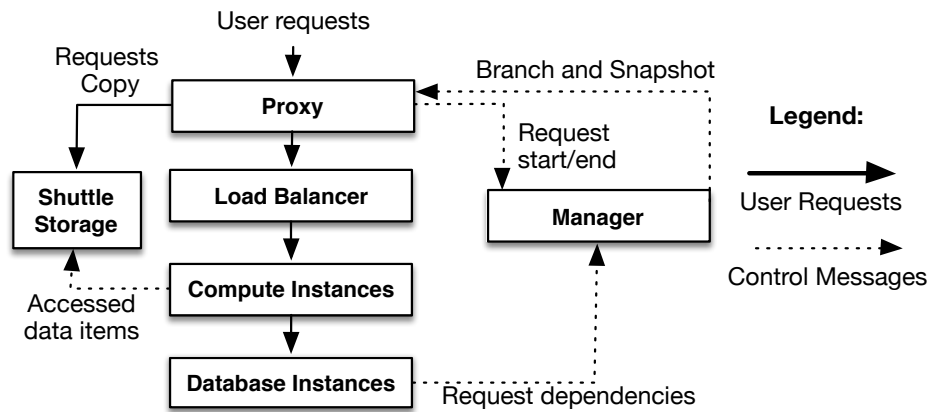 User requests
Requests
Copy
Branch and Snapshot
Proxy
Legend:
Request
start/end
Shuttle
Storage
Load Balancer
Manager
User Requests
Compute Instances
Control Messages
Accessed
data items
Database Instances
Request dependencies